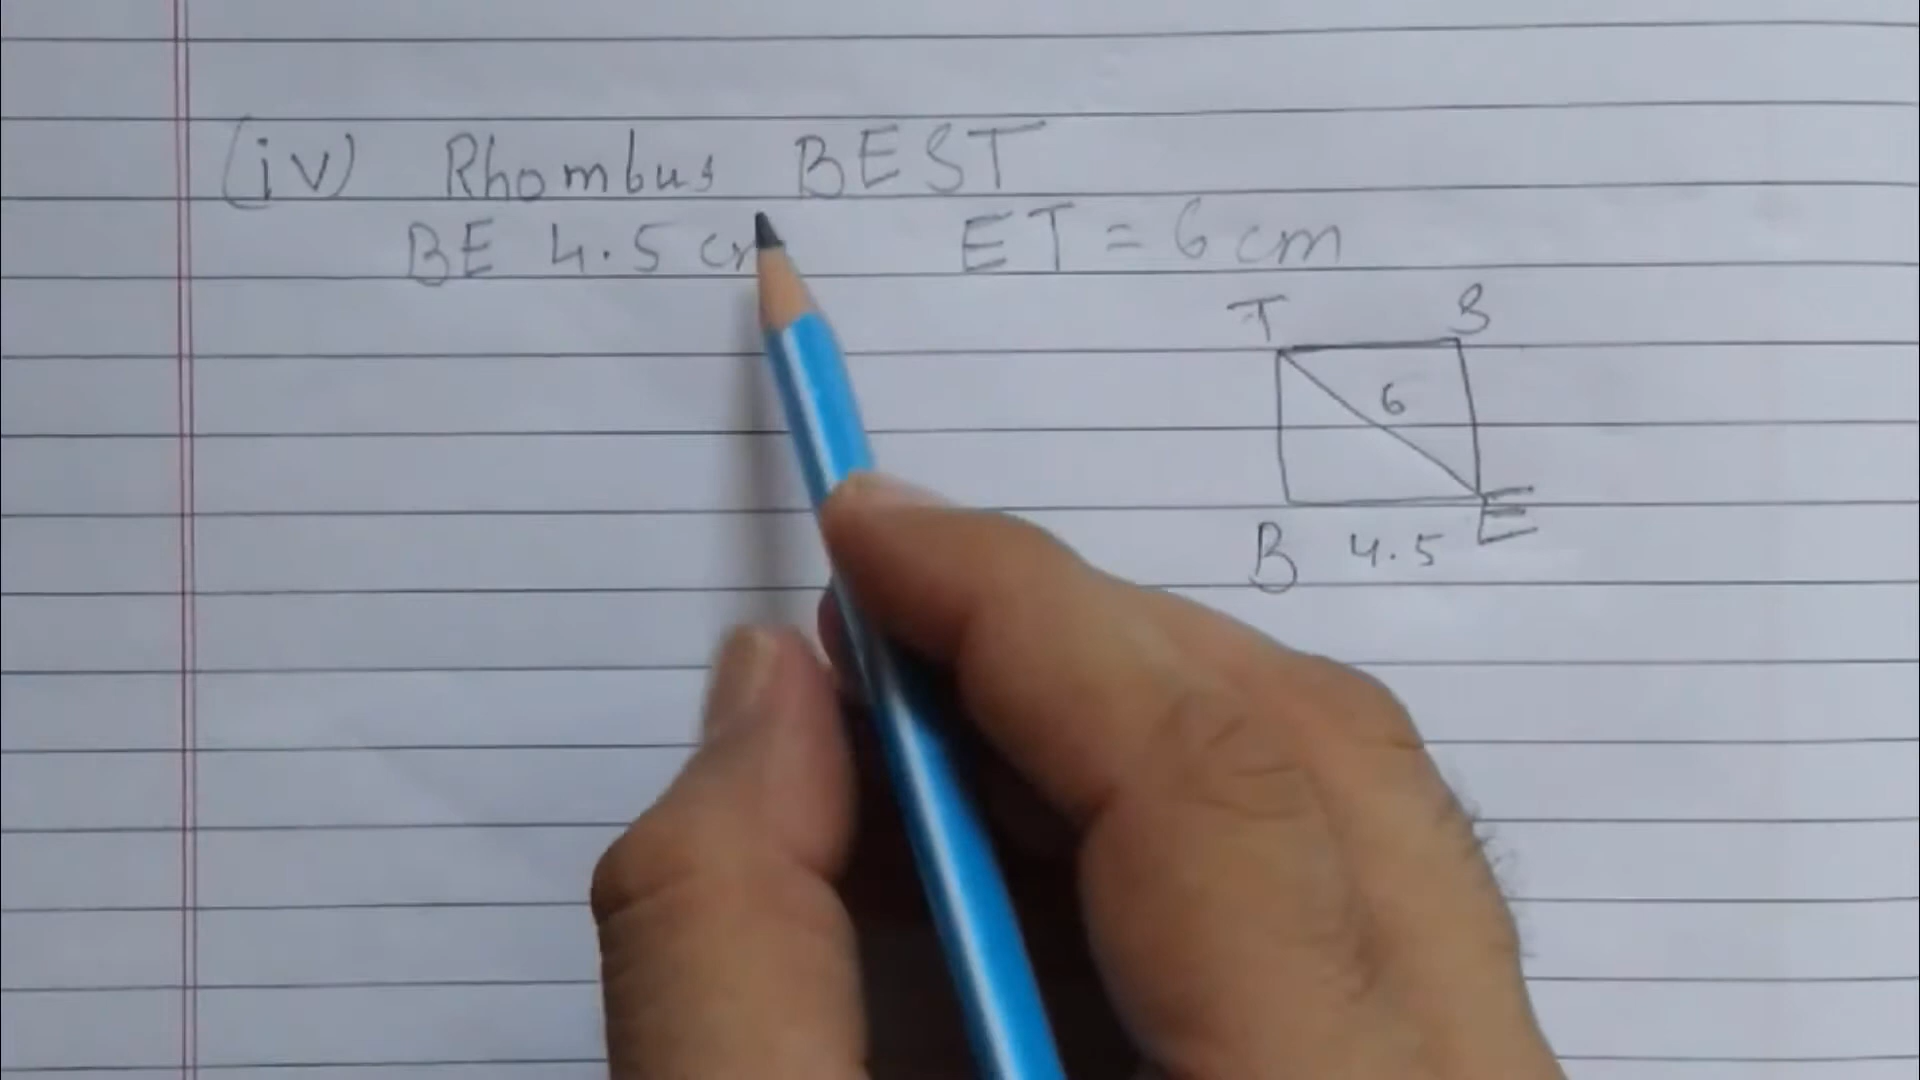 (iv) Rhombus BEST
BE 4.5 cm ET = 6 cm
T S
6
B 4.5 E